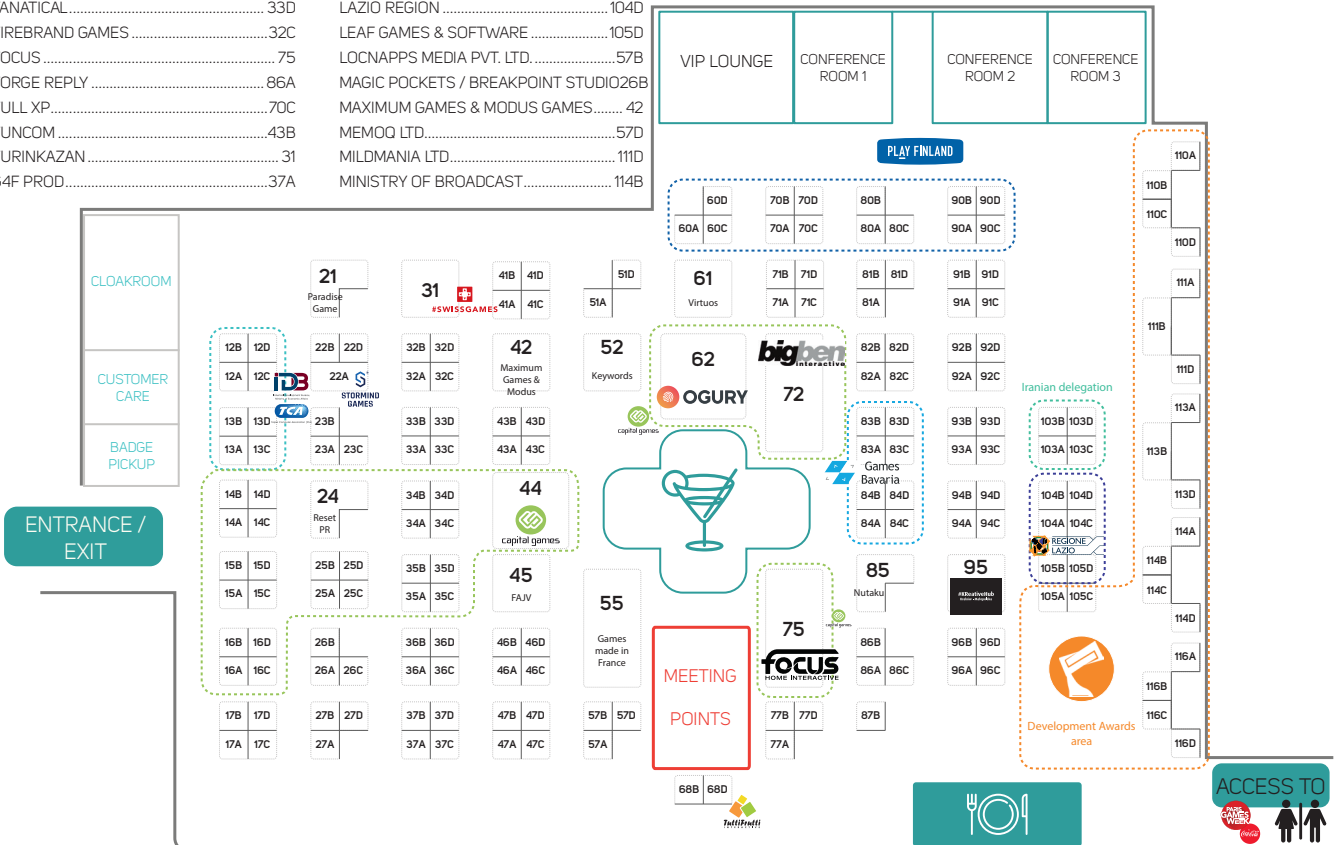 ANATICAL 33D
IREBRAND GAMES 32C
OCUS 75
ORGE REPLY 86A
ULL XP 70C
UNCOM 43B
URINKAZAN 31
4F PROD 37A
LAZIO REGION 104D
LEAF GAMES & SOFTWARE 105D
LOCNAPPS MEDIA PVT. LTD. 57B
MAGIC POCKETS / BREAKPOINT STUDIO26B
MAXIMUM GAMES & MODUS GAMES 42
MEMOQ LTD 57D
MILDMANIA LTD 111D
MINISTRY OF BROADCAST 114B
VIP LOUNGE
CONFERENCE
ROOM 1
CONFERENCE
ROOM 2
CONFERENCE
ROOM 3
PLAY FINLAND
60D 70B 70D 80B 90B 90D
60A 60C 70A 70C 80A 80C 90A 90C
110A
110B
110C
110D
CLOAKROOM
CUSTOMER
CARE
BADGE
PICKUP
ENTRANCE /
EXIT
21
Paradise
Game
31
#SWISSGAMES
41B 41D
41A 41C
51D
51A
61
Virtuos
71B 71D
71A 71C
81B 81D
81A
91B 91D
91A 91C
111A
111B
111D
12B 12D
12A 12C
IDB
TCA
22B 22D
22A
STORMIND
GAMES
32B 32D
32A 32C
42
Maximum
Games &
Modus
52
Keywords
62
OGURY
bigben
interactive
72
82B 82D
82A 82C
92B 92D
92A 92C
Iranian delegation
13B 13D
13A 13C
23B
23A 23C
33B 33D
33A 33C
43B 43D
43A 43C
capital games
83B 83D
83A 83C
Games
Bavaria
84B 84D
84A 84C
93B 93D
93A 93C
103B 103D
103A 103C
113A
113B
113D
14B 14D
14A 14C
24
Reset
PR
34B 34D
34A 34C
44
capital games
94B 94D
94A 94C
104B 104D
104A 104C
REGIONE
LAZIO
105B 105D
105A 105C
114A
114B
114C
114D
15B 15D
15A 15C
25B 25D
25A 25C
35B 35D
35A 35C
45
FAJV
55
Games
made in
France
75
FOCUS
HOME INTERACTIVE
capital games
85
Nutaku
95
#KReativeHub
16B 16D
16A 16C
26B
26A 26C
36B 36D
36A 36C
46B 46D
46A 46C
MEETING
POINTS
86B
86A 86C
96B 96D
96A 96C
Development Awards
area
116A
116B
116C
116D
17B 17D
17A 17C
27B 27D
27A
37B 37D
37A 37C
47B 47D
47A 47C
57B 57D
57A
77B 77D
77A
87B
68B 68D
TuttiFrutti
ACCESS TO
PARIS
GAMES
WEEK
Coca-Cola